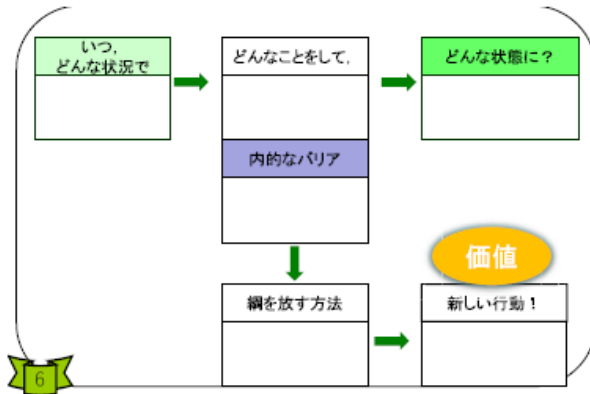 いつ,
どんな状況で
どんなことをして,
どんな状態に？
内的なバリア
価値
綱を放す方法
新しい行動！
6